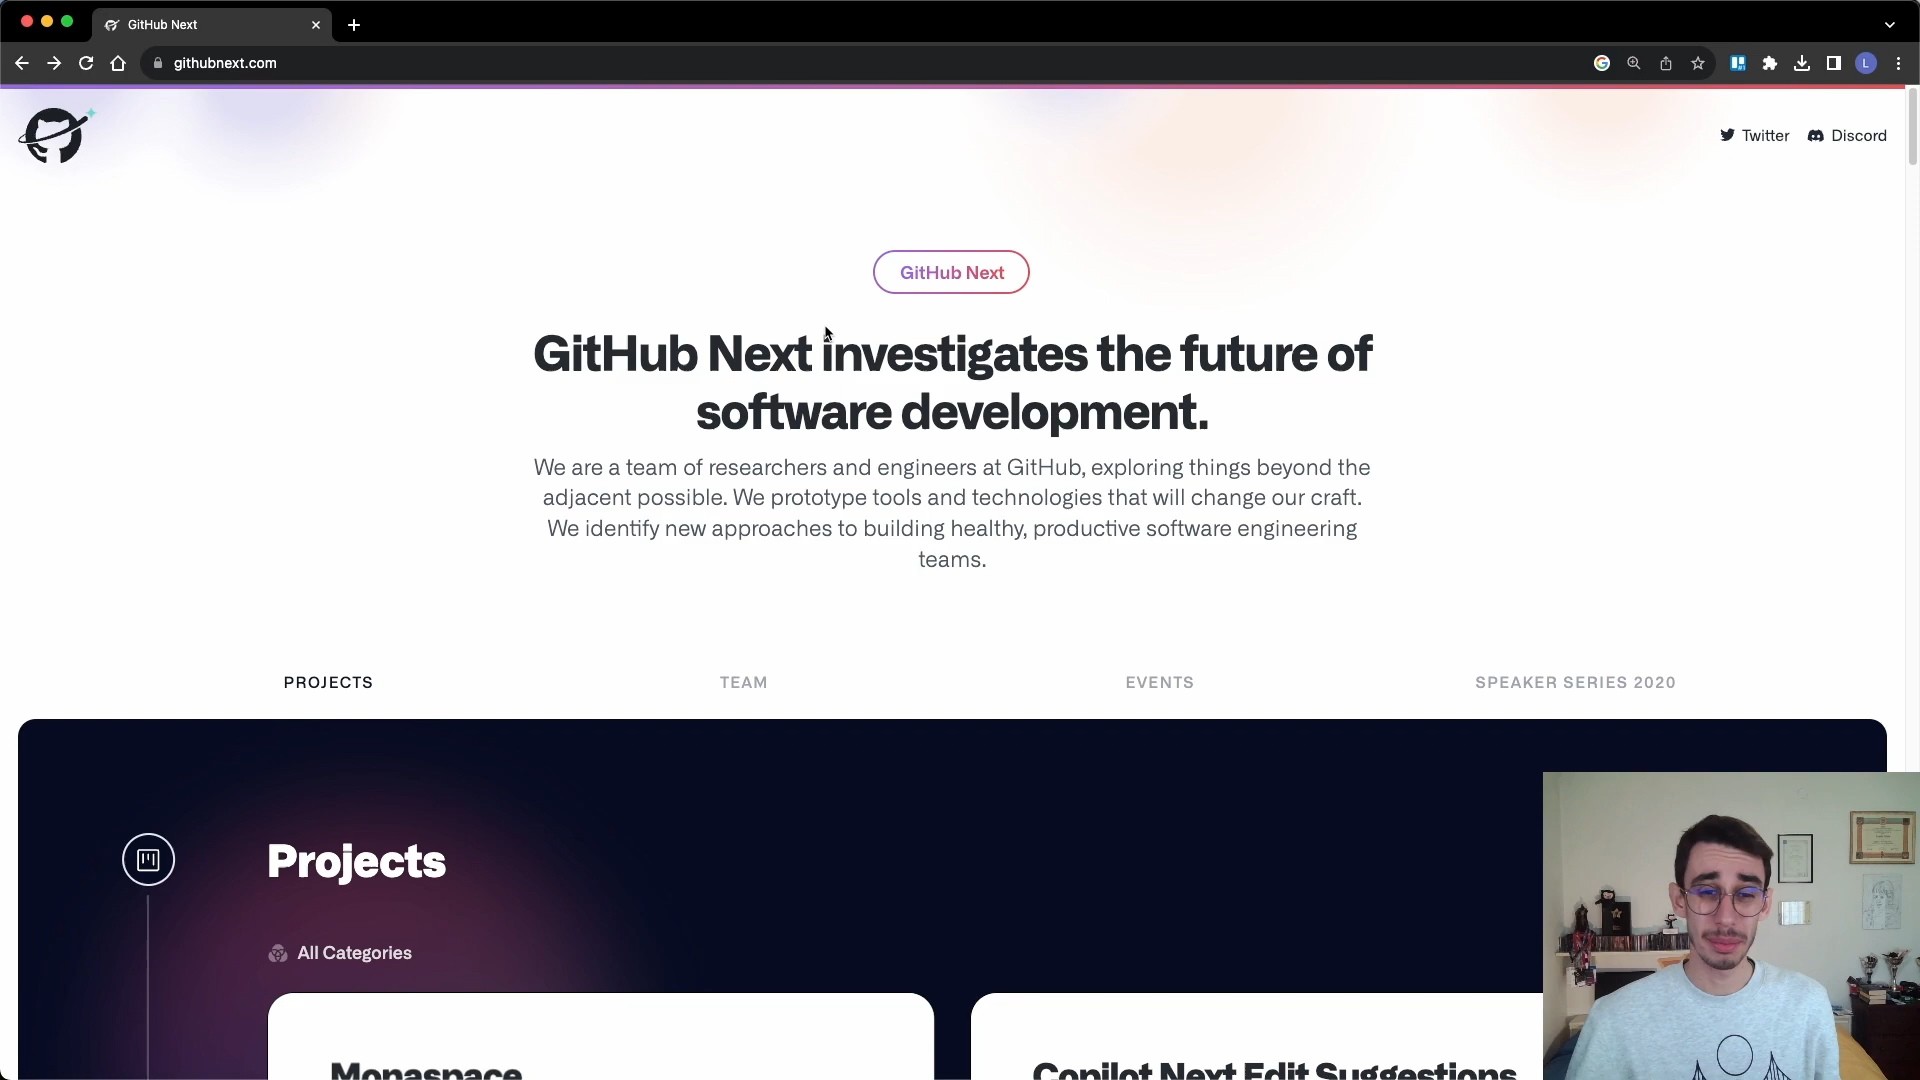 GitHub Next
githubnext.com
L
Twitter
Discord
GitHub Next
GitHub Next investigates the future of
software development.
We are a team of researchers and engineers at GitHub, exploring things beyond the
adjacent possible. We prototype tools and technologies that will change our craft.
We identify new approaches to building healthy, productive software engineering
teams.
PROJECTS
TEAM
EVENTS
SPEAKER SERIES 2020
Projects
All Categories
Monaspace
Copilot Next Edit Suggestions